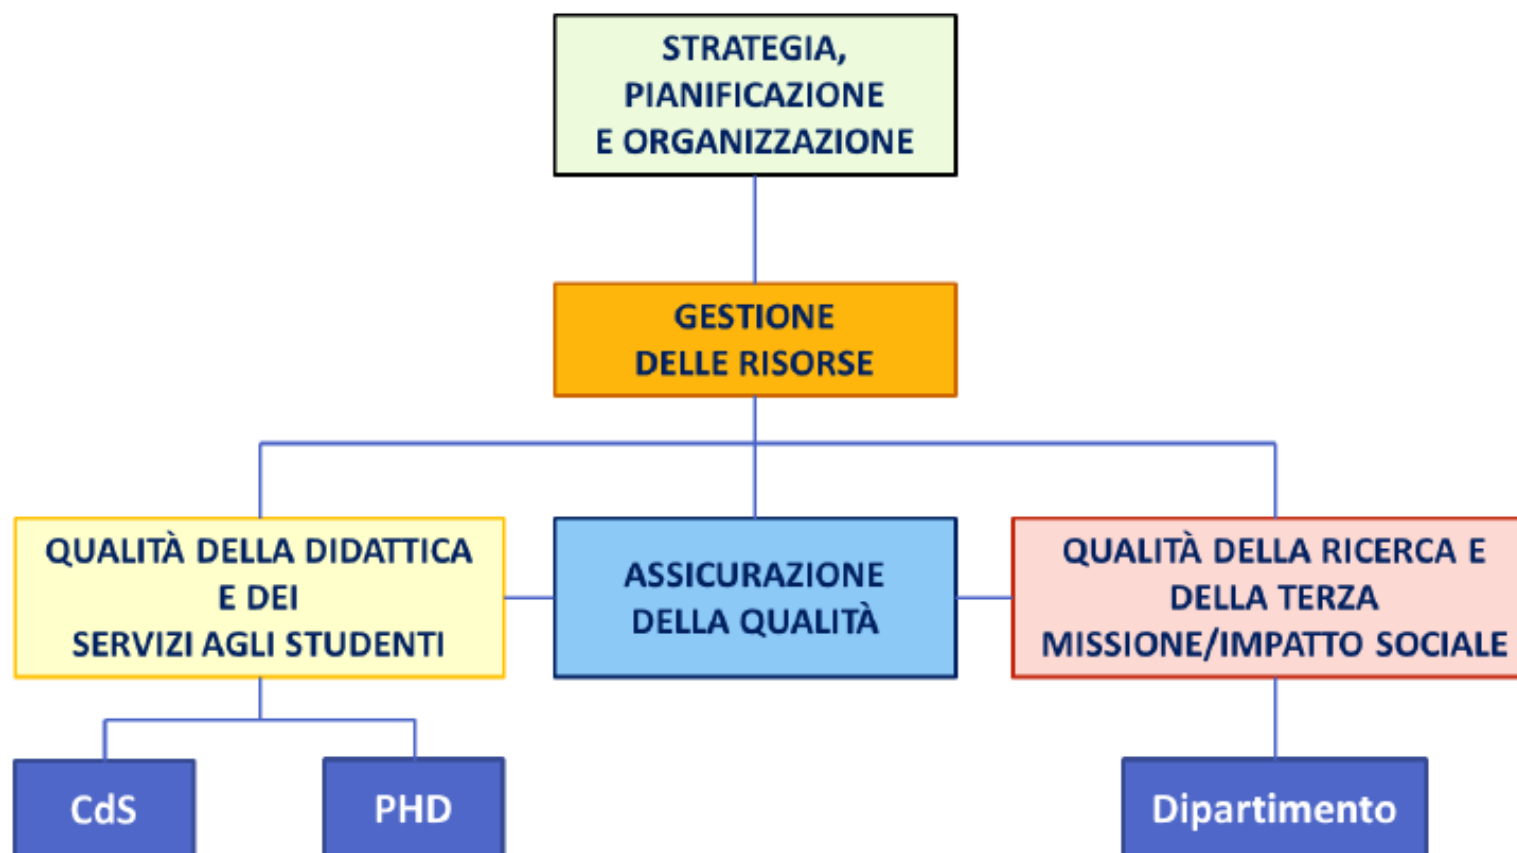 STRATEGIA,
PIANIFICAZIONE
E ORGANIZZAZIONE
GESTIONE
DELLE RISORSE
QUALITÀ DELLA DIDATTICA
E DEI
SERVIZI AGLI STUDENTI
ASSICURAZIONE
DELLA QUALITÀ
QUALITÀ DELLA RICERCA E
DELLA TERZA
MISSIONE/IMPATTO SOCIALE
CdS
PHD
Dipartimento